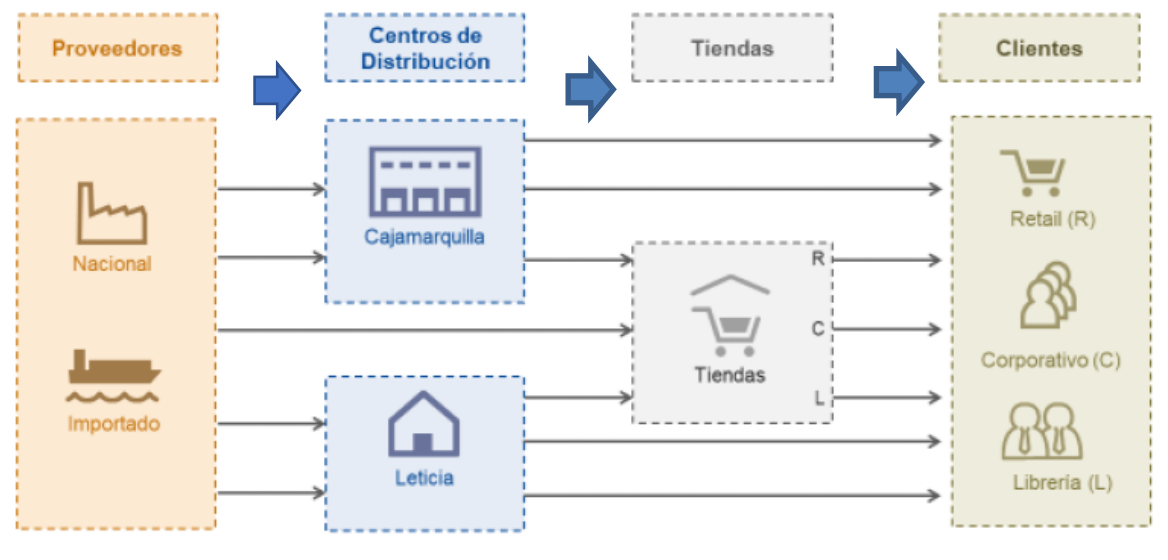 Proveedores
Centros de
Distribución
Tiendas
Clientes
Nacional
Importado
Cajamarquilla
Leticia
R
C
L
Tiendas
Retail (R)
Corporativo (C)
Librería (L)